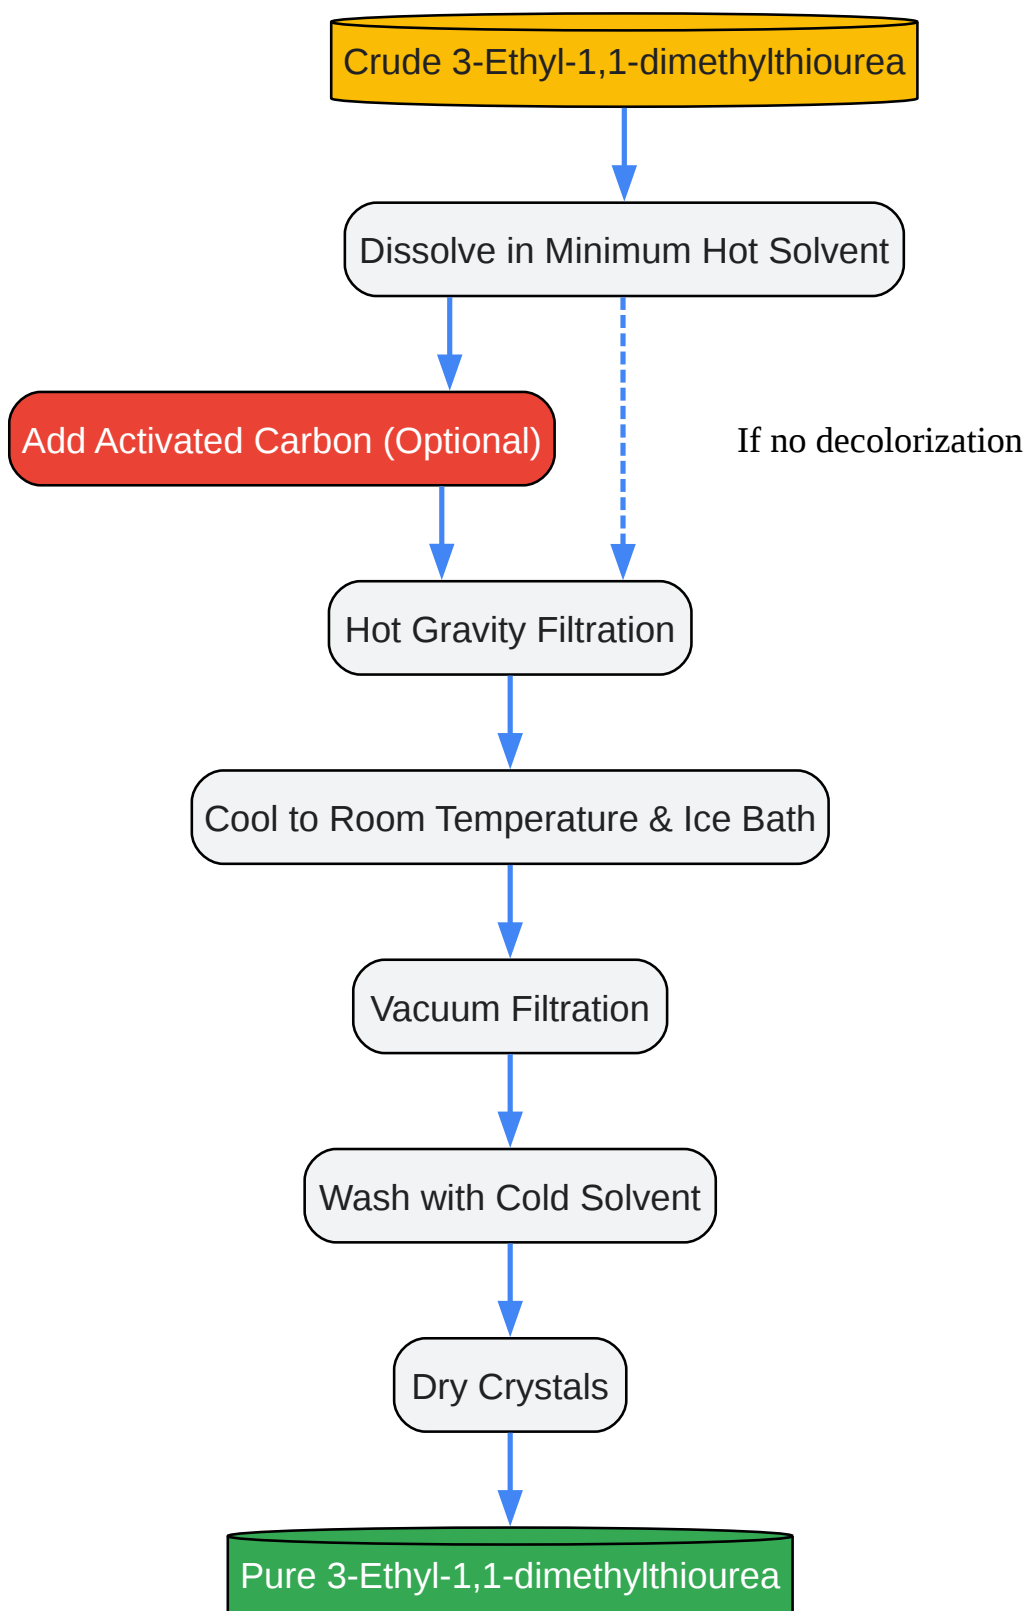 Crude 3-Ethyl-1,1-dimethylthiourea
Dissolve in Minimum Hot Solvent
Add Activated Carbon (Optional)
If no decolorization
Hot Gravity Filtration
Cool to Room Temperature & Ice Bath
Vacuum Filtration
Wash with Cold Solvent
Dry Crystals
Pure 3-Ethyl-1,1-dimethylthiourea